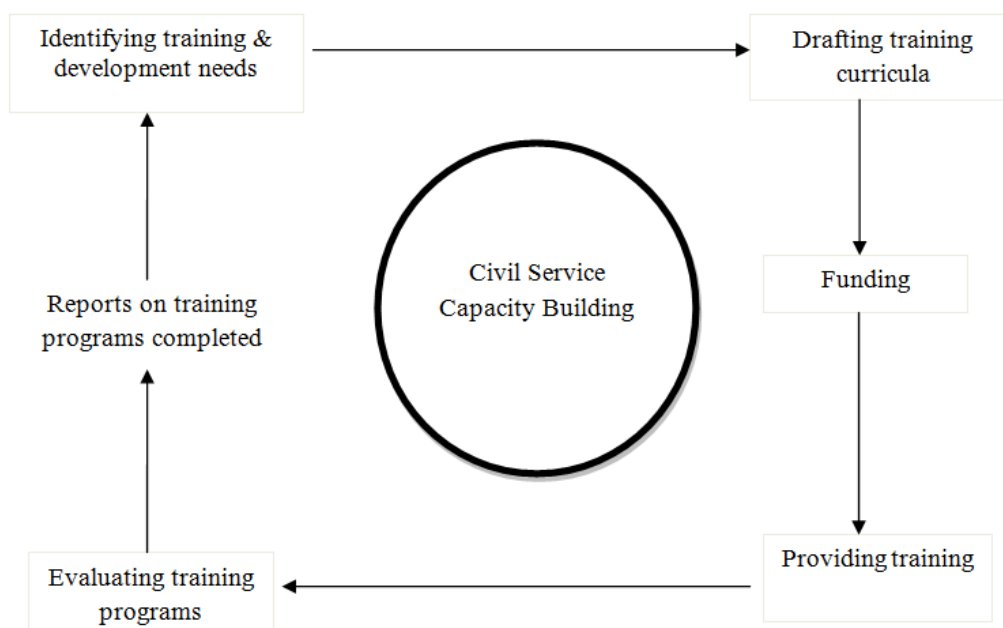 Identifying training &
development needs
Drafting training
curricula
Civil Service
Capacity Building
Funding
Reports on training
programs completed
Providing training
Evaluating training
programs